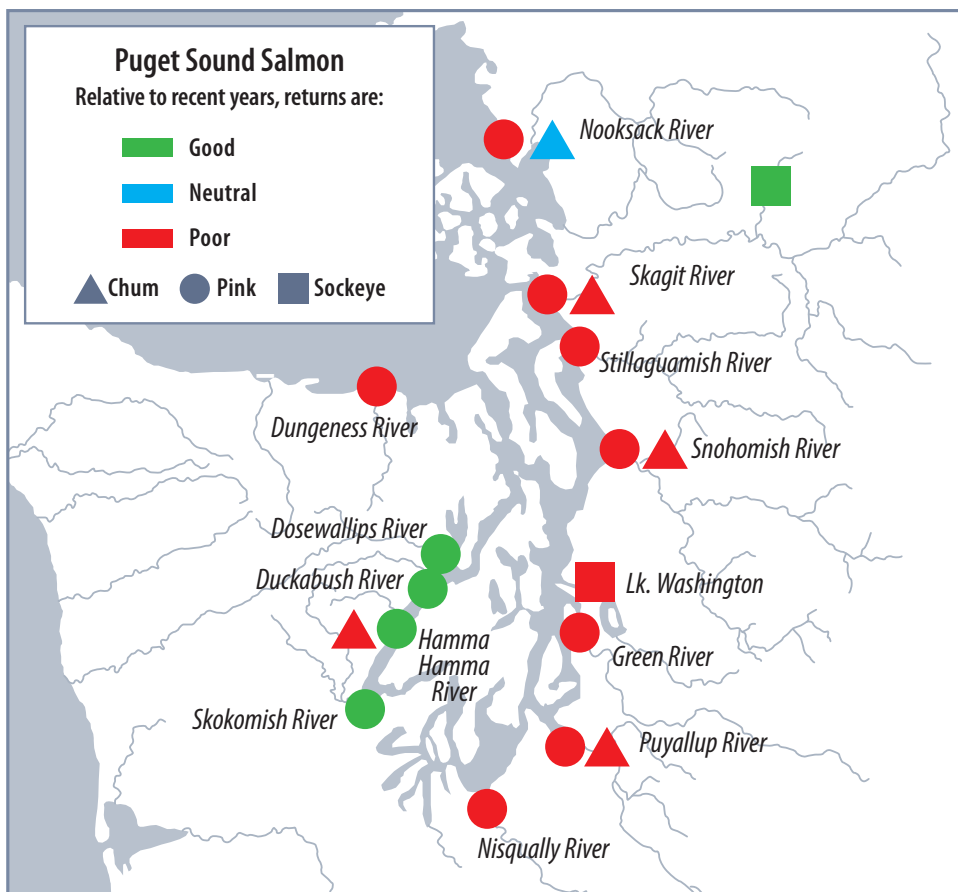 Puget Sound Salmon
Relative to recent years, returns are:
Good
Neutral
Poor
Chum Pink Sockeye
Nooksack River
Skagit River
Stillaguamish River
Dungeness River
Snohomish River
Dosewallips River
Duckabush River
Lk. Washington
Hamma
Hamma
River
Green River
Skokomish River
Puyallup River
Nisqually River